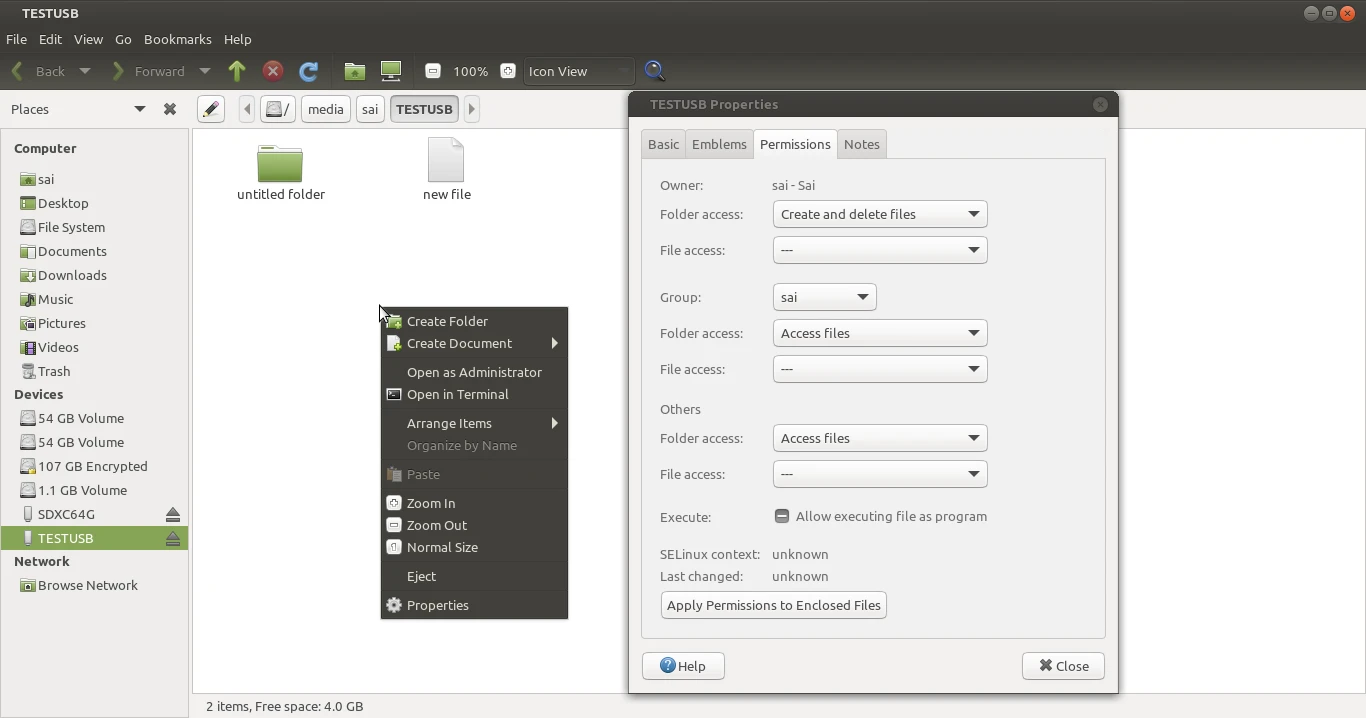 TESTUSB
File Edit View Go Bookmarks Help
Back Forward 100% Icon View
Places / media sai TESTUSB
Computer
sai
Desktop
File System
Documents
Downloads
Music
Pictures
Videos
Trash
Devices
54 GB Volume
54 GB Volume
107 GB Encrypted
1.1 GB Volume
SDXC64G
TESTUSB
Network
Browse Network
untitled folder
new file
Create Folder
Create Document
Open as Administrator
Open in Terminal
Arrange Items
Organize by Name
Paste
Zoom In
Zoom Out
Normal Size
Eject
Properties
2 items, Free space: 4.0 GB
TESTUSB Properties
Basic Emblems Permissions Notes
Owner: sai - Sai
Folder access: Create and delete files
File access: ---
Group: sai
Folder access: Access files
File access: ---
Others
Folder access: Access files
File access: ---
Execute: Allow executing file as program
SELinux context: unknown
Last changed: unknown
Apply Permissions to Enclosed Files
Help Close